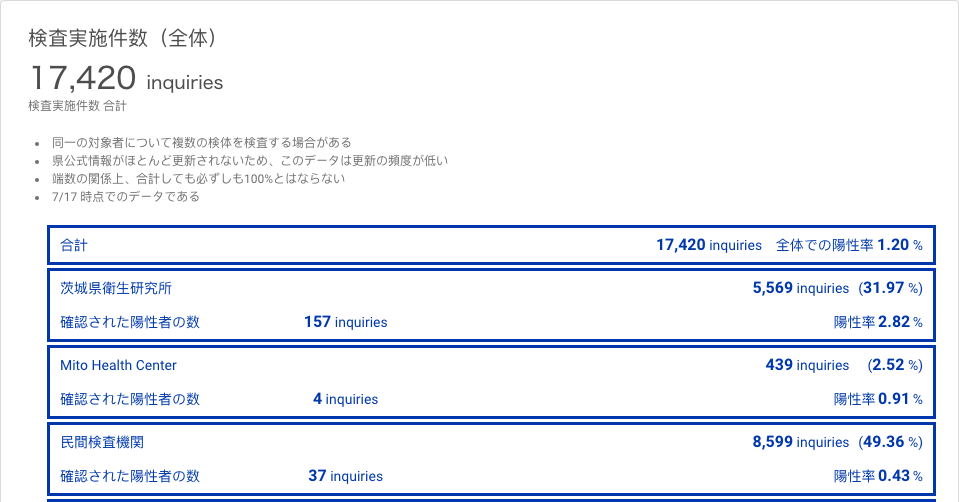 検査実施件数（全体）
17,420 inquiries
検査実施件数 合計
同一の対象者について複数の検体を検査する場合がある
県公式情報がほとんど更新されないため、このデータは更新の頻度が低い
端数の関係上、合計しても必ずしも100%とはならない
7/17 時点でのデータである
合計 17,420 inquiries 全体での陽性率 1.20 %
茨城県衛生研究所 5,569 inquiries (31.97 %)
確認された陽性者の数 157 inquiries 陽性率 2.82 %
Mito Health Center 439 inquiries (2.52 %)
確認された陽性者の数 4 inquiries 陽性率 0.91 %
民間検査機関 8,599 inquiries (49.36 %)
確認された陽性者の数 37 inquiries 陽性率 0.43 %